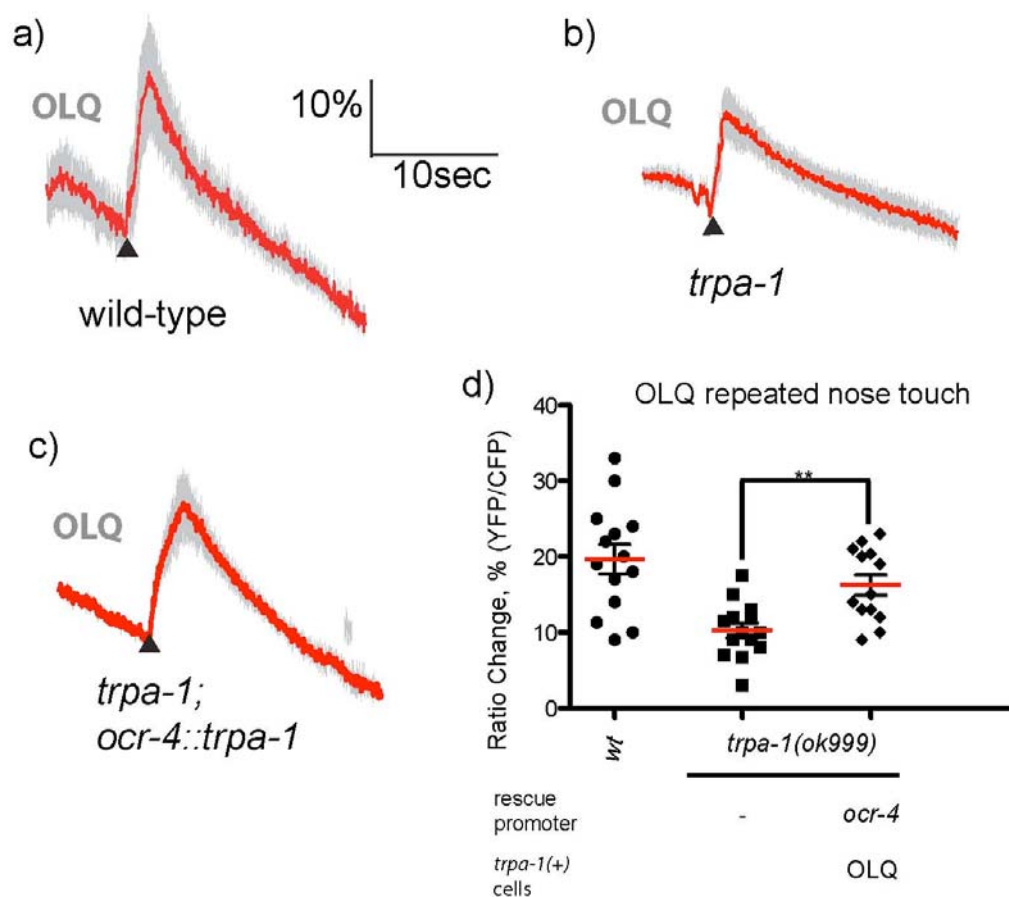 a)
OLQ
10%
10sec
wild-type
b)
OLQ
trpa-1
c)
OLQ
trpa-1;
ocr-4::trpa-1
d)
OLQ repeated nose touch
Ratio Change, % (YFP/CFP)
40
30
20
10
0
**
wt
trpa-1(ok999)
rescue
promoter
-
ocr-4
trpa-1(+)
cells
OLQ